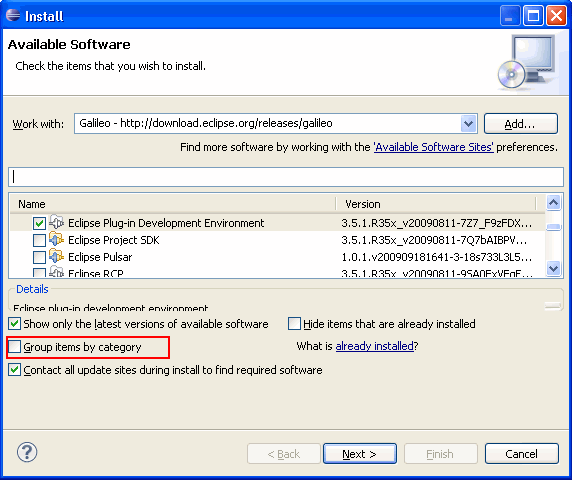 Install
Available Software
Check the items that you wish to install.
Work with: Galileo - http://download.eclipse.org/releases/galileo Add...
Find more software by working with the 'Available Software Sites' preferences.
Name Version
Eclipse Plug-in Development Environment 3.5.1.R35x_v20090811-7Z7_F9zFDX...
Eclipse Project SDK 3.5.1.R35x_v20090811-7Q7bAIBPV...
Eclipse Pulsar 1.0.1.v200909181641-3-18s733L3L5...
Eclipse RCP 3.5.1.R35x_v20090811-9SA0FxVFgF...
Details
Eclipse plug-in development environment
Show only the latest versions of available software Hide items that are already installed
Group items by category What is already installed?
Contact all update sites during install to find required software
? < Back Next > Finish Cancel